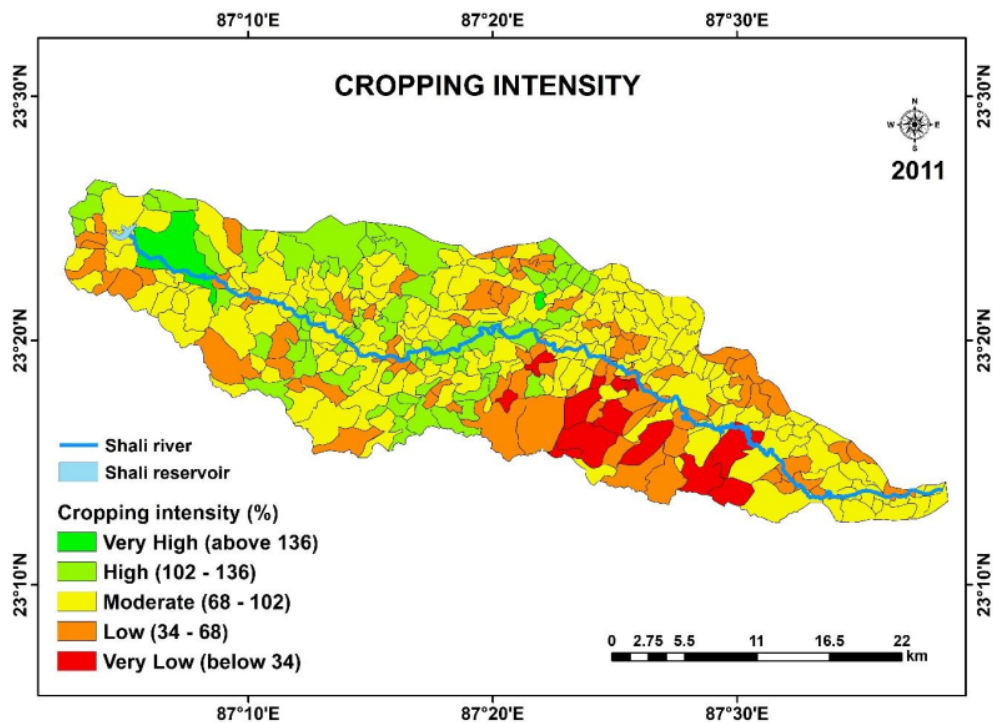 87°10'E 87°20'E 87°30'E
CROPPING INTENSITY
23°30'N 23°30'N
N
W E
S
2011
23°20'N 23°20'N
Shali river
Shali reservoir
Cropping intensity (%)
Very High (above 136)
High (102 - 136)
Moderate (68 - 102)
Low (34 - 68)
Very Low (below 34)
23°10'N 23°10'N
0 2.75 5.5 11 16.5 22
km
87°10'E 87°20'E 87°30'E